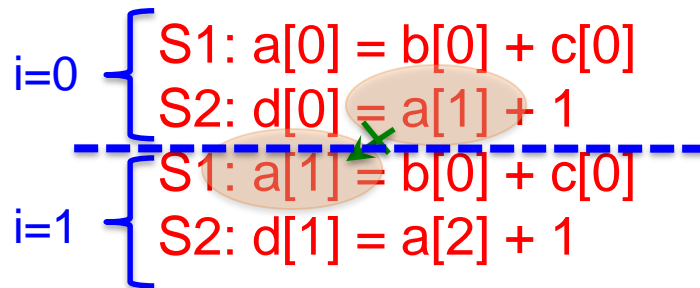 S1: a[0] = b[0] + c[0]
i=0
S2: d[0] = a[1] + 1
S1: a[1] = b[0] + c[0]
i=1
S2: d[1] = a[2] + 1